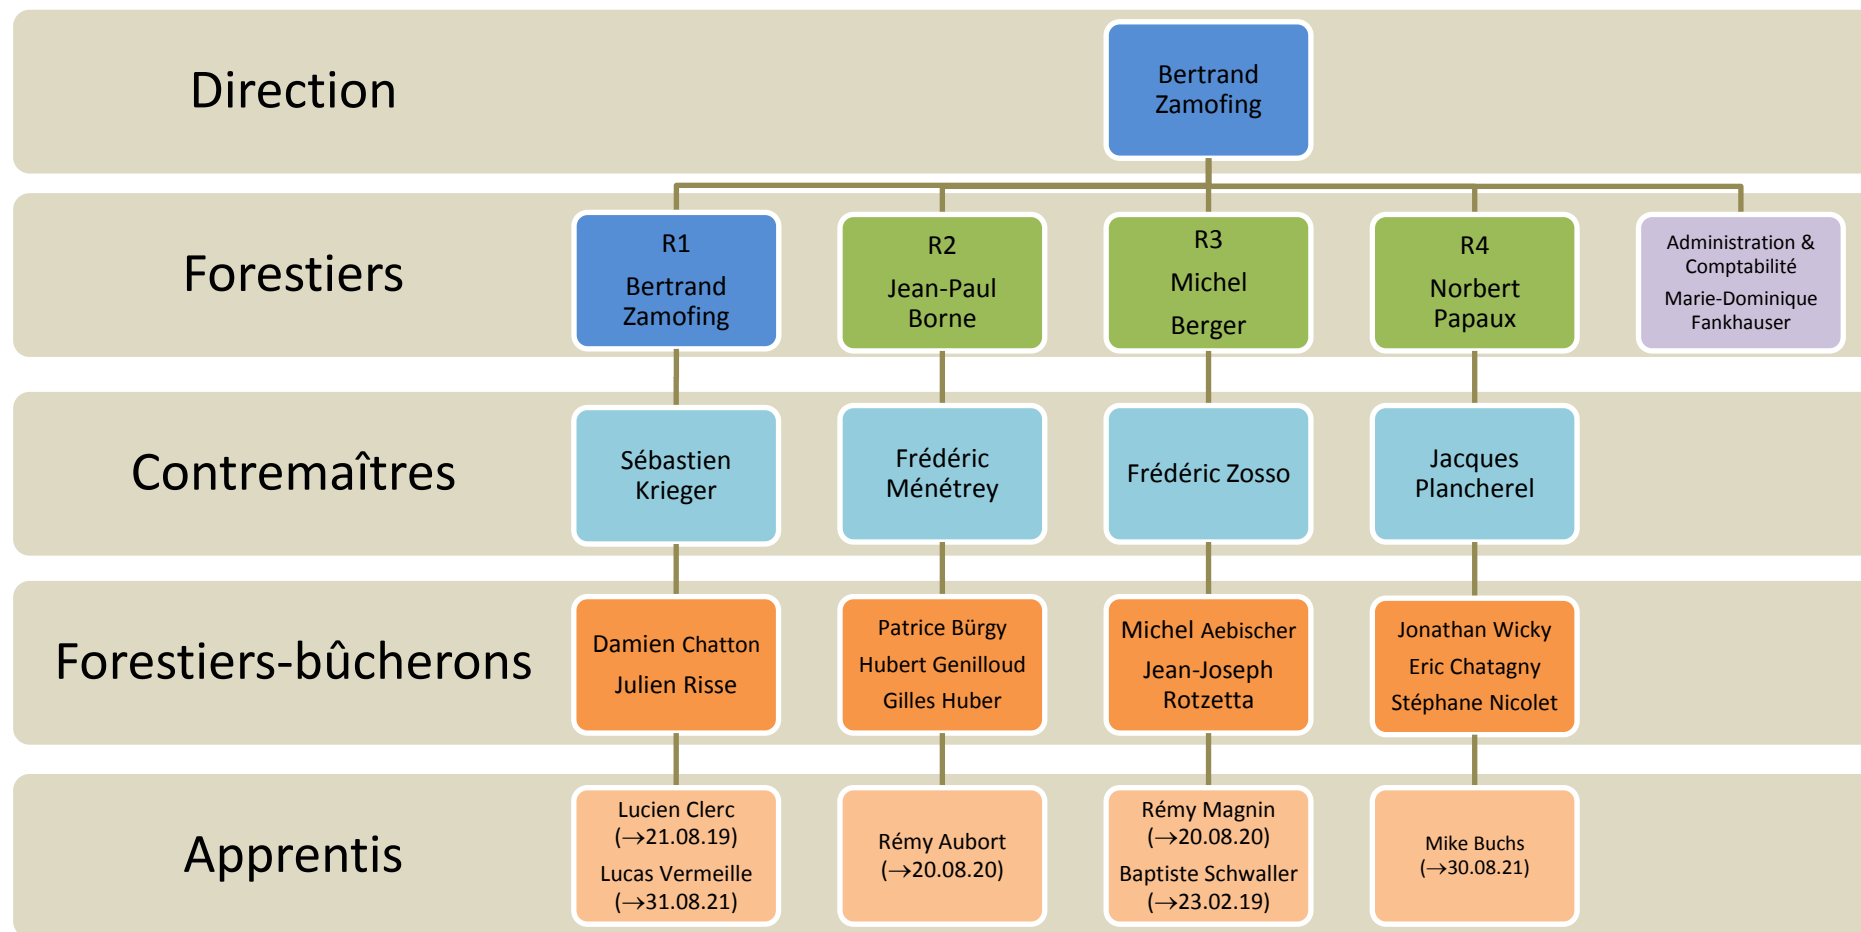 Direction
Bertrand
Zamofing
Forestiers
R1
Bertrand
Zamofing
R2
Jean-Paul
Borne
R3
Michel
Berger
R4
Norbert
Papaux
Administration &
Comptabilité
Marie-Dominique
Fankhauser
Contremaîtres
Sébastien
Krieger
Frédéric
Ménétrey
Frédéric Zosso
Jacques
Plancherel
Forestiers-bûcherons
Damien Chatton
Julien Risse
Patrice Bürgy
Hubert Genilloud
Gilles Huber
Michel Aebischer
Jean-Joseph
Rotzetta
Jonathan Wicky
Eric Chatagny
Stéphane Nicolet
Apprentis
Lucien Clerc
(→21.08.19)
Lucas Vermeille
(→31.08.21)
Rémy Aubort
(→20.08.20)
Rémy Magnin
(→20.08.20)
Baptiste Schwaller
(→23.02.19)
Mike Buchs
(→30.08.21)